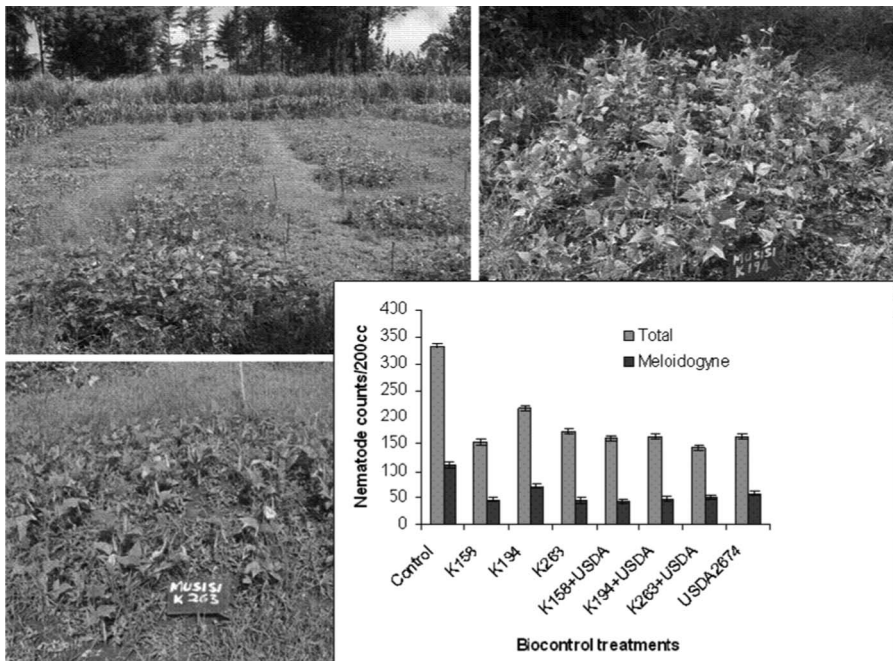 MUSISI
K194
MUSISI
K263
400
350
300
250
200
150
100
50
0
Nematode counts/200cc
Total
Meloidogyne
Control
K158
K194
K263
K158+USDA
K194+USDA
K263+USDA
USDA2674
Biocontrol treatments